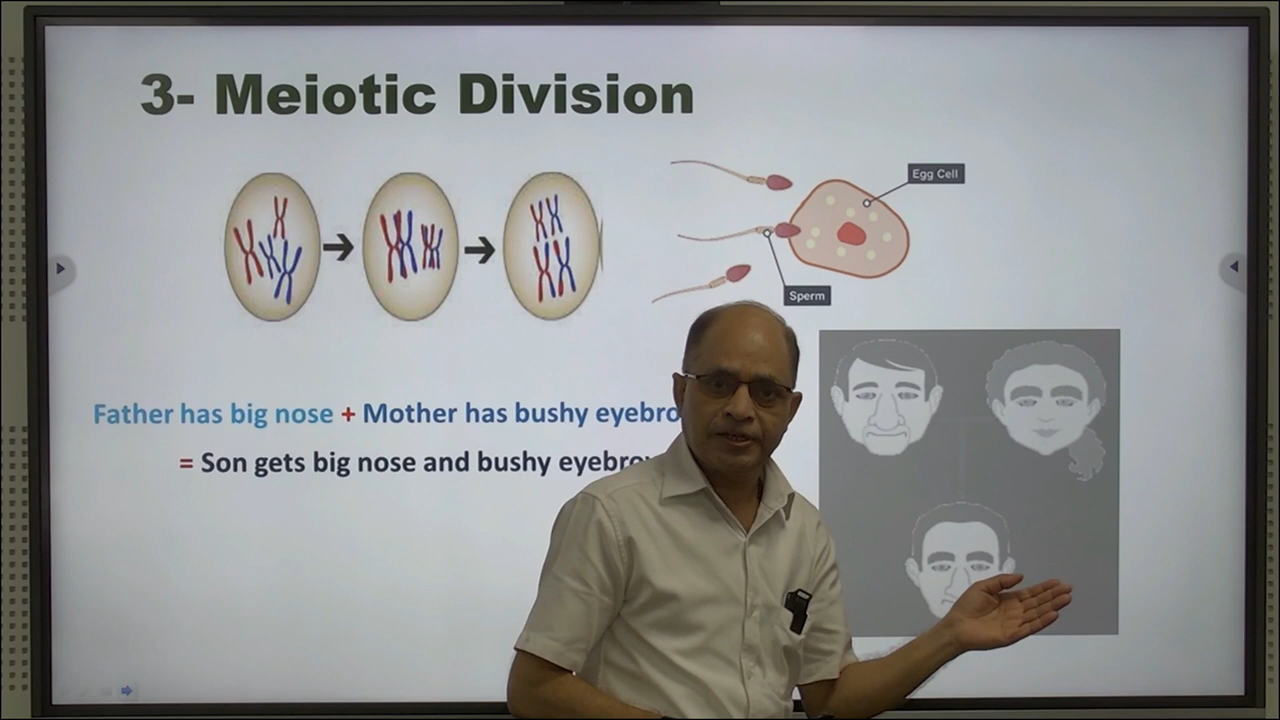 3- Meiotic Division
Egg Cell
Sperm
Father has big nose + Mother has bushy
= Son gets big nose and bushy